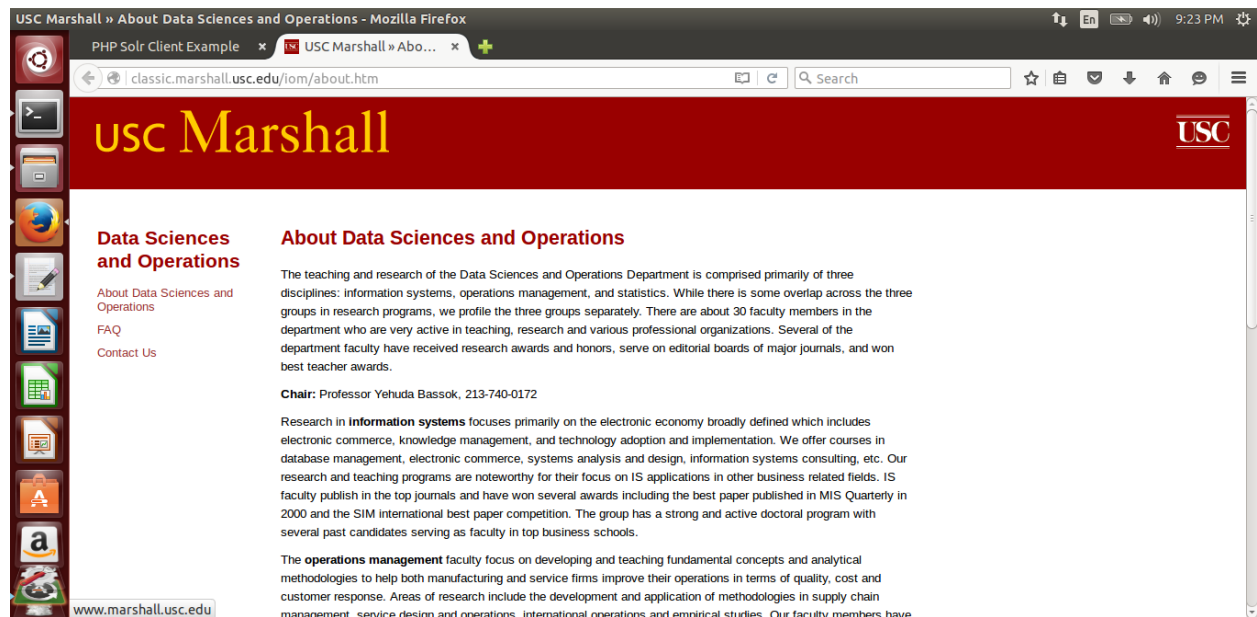 USC Marshall » About Data Sciences and Operations - Mozilla Firefox
En
9:23 PM
PHP Solr Client Example
USC Marshall » Abo...
classic.marshall.usc.edu/iom/about.htm
Search
USC Marshall
USC
Data Sciences
and Operations
About Data Sciences and
Operations
FAQ
Contact Us
About Data Sciences and Operations
The teaching and research of the Data Sciences and Operations Department is comprised primarily of three
disciplines: information systems, operations management, and statistics. While there is some overlap across the three
groups in research programs, we profile the three groups separately. There are about 30 faculty members in the
department who are very active in teaching, research and various professional organizations. Several of the
department faculty have received research awards and honors, serve on editorial boards of major journals, and won
best teacher awards.
Chair: Professor Yehuda Bassok, 213-740-0172
Research in information systems focuses primarily on the electronic economy broadly defined which includes
electronic commerce, knowledge management, and technology adoption and implementation. We offer courses in
database management, electronic commerce, systems analysis and design, information systems consulting, etc. Our
research and teaching programs are noteworthy for their focus on IS applications in other business related fields. IS
faculty publish in the top journals and have won several awards including the best paper published in MIS Quarterly in
2000 and the SIM international best paper competition. The group has a strong and active doctoral program with
several past candidates serving as faculty in top business schools.
The operations management faculty focus on developing and teaching fundamental concepts and analytical
methodologies to help both manufacturing and service firms improve their operations in terms of quality, cost and
customer response. Areas of research include the development and application of methodologies in supply chain
management, service design and operations, international operations and empirical studies. Our faculty members have
www.marshall.usc.edu